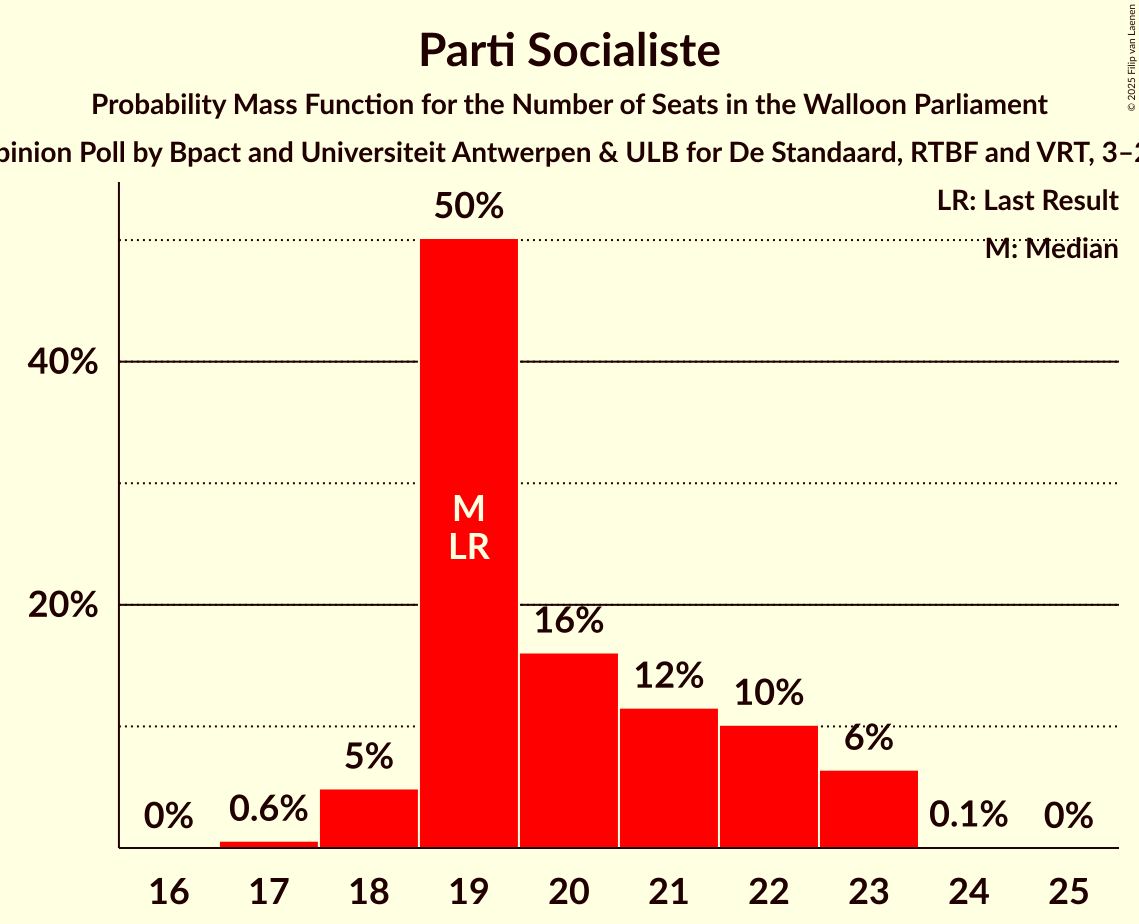 Parti Socialiste
Probability Mass Function for the Number of Seats in the Walloon Parliament
pinion Poll by Bpact and Universiteit Antwerpen & ULB for De Standaard, RTBF and VRT, 3–2
© 2025 Filip van Laenen
LR: Last Result
M: Median
50%
40%
M
LR
20%
16%
12%
10%
6%
5%
0%
0.6%
0.1%
0%
16 17 18 19 20 21 22 23 24 25